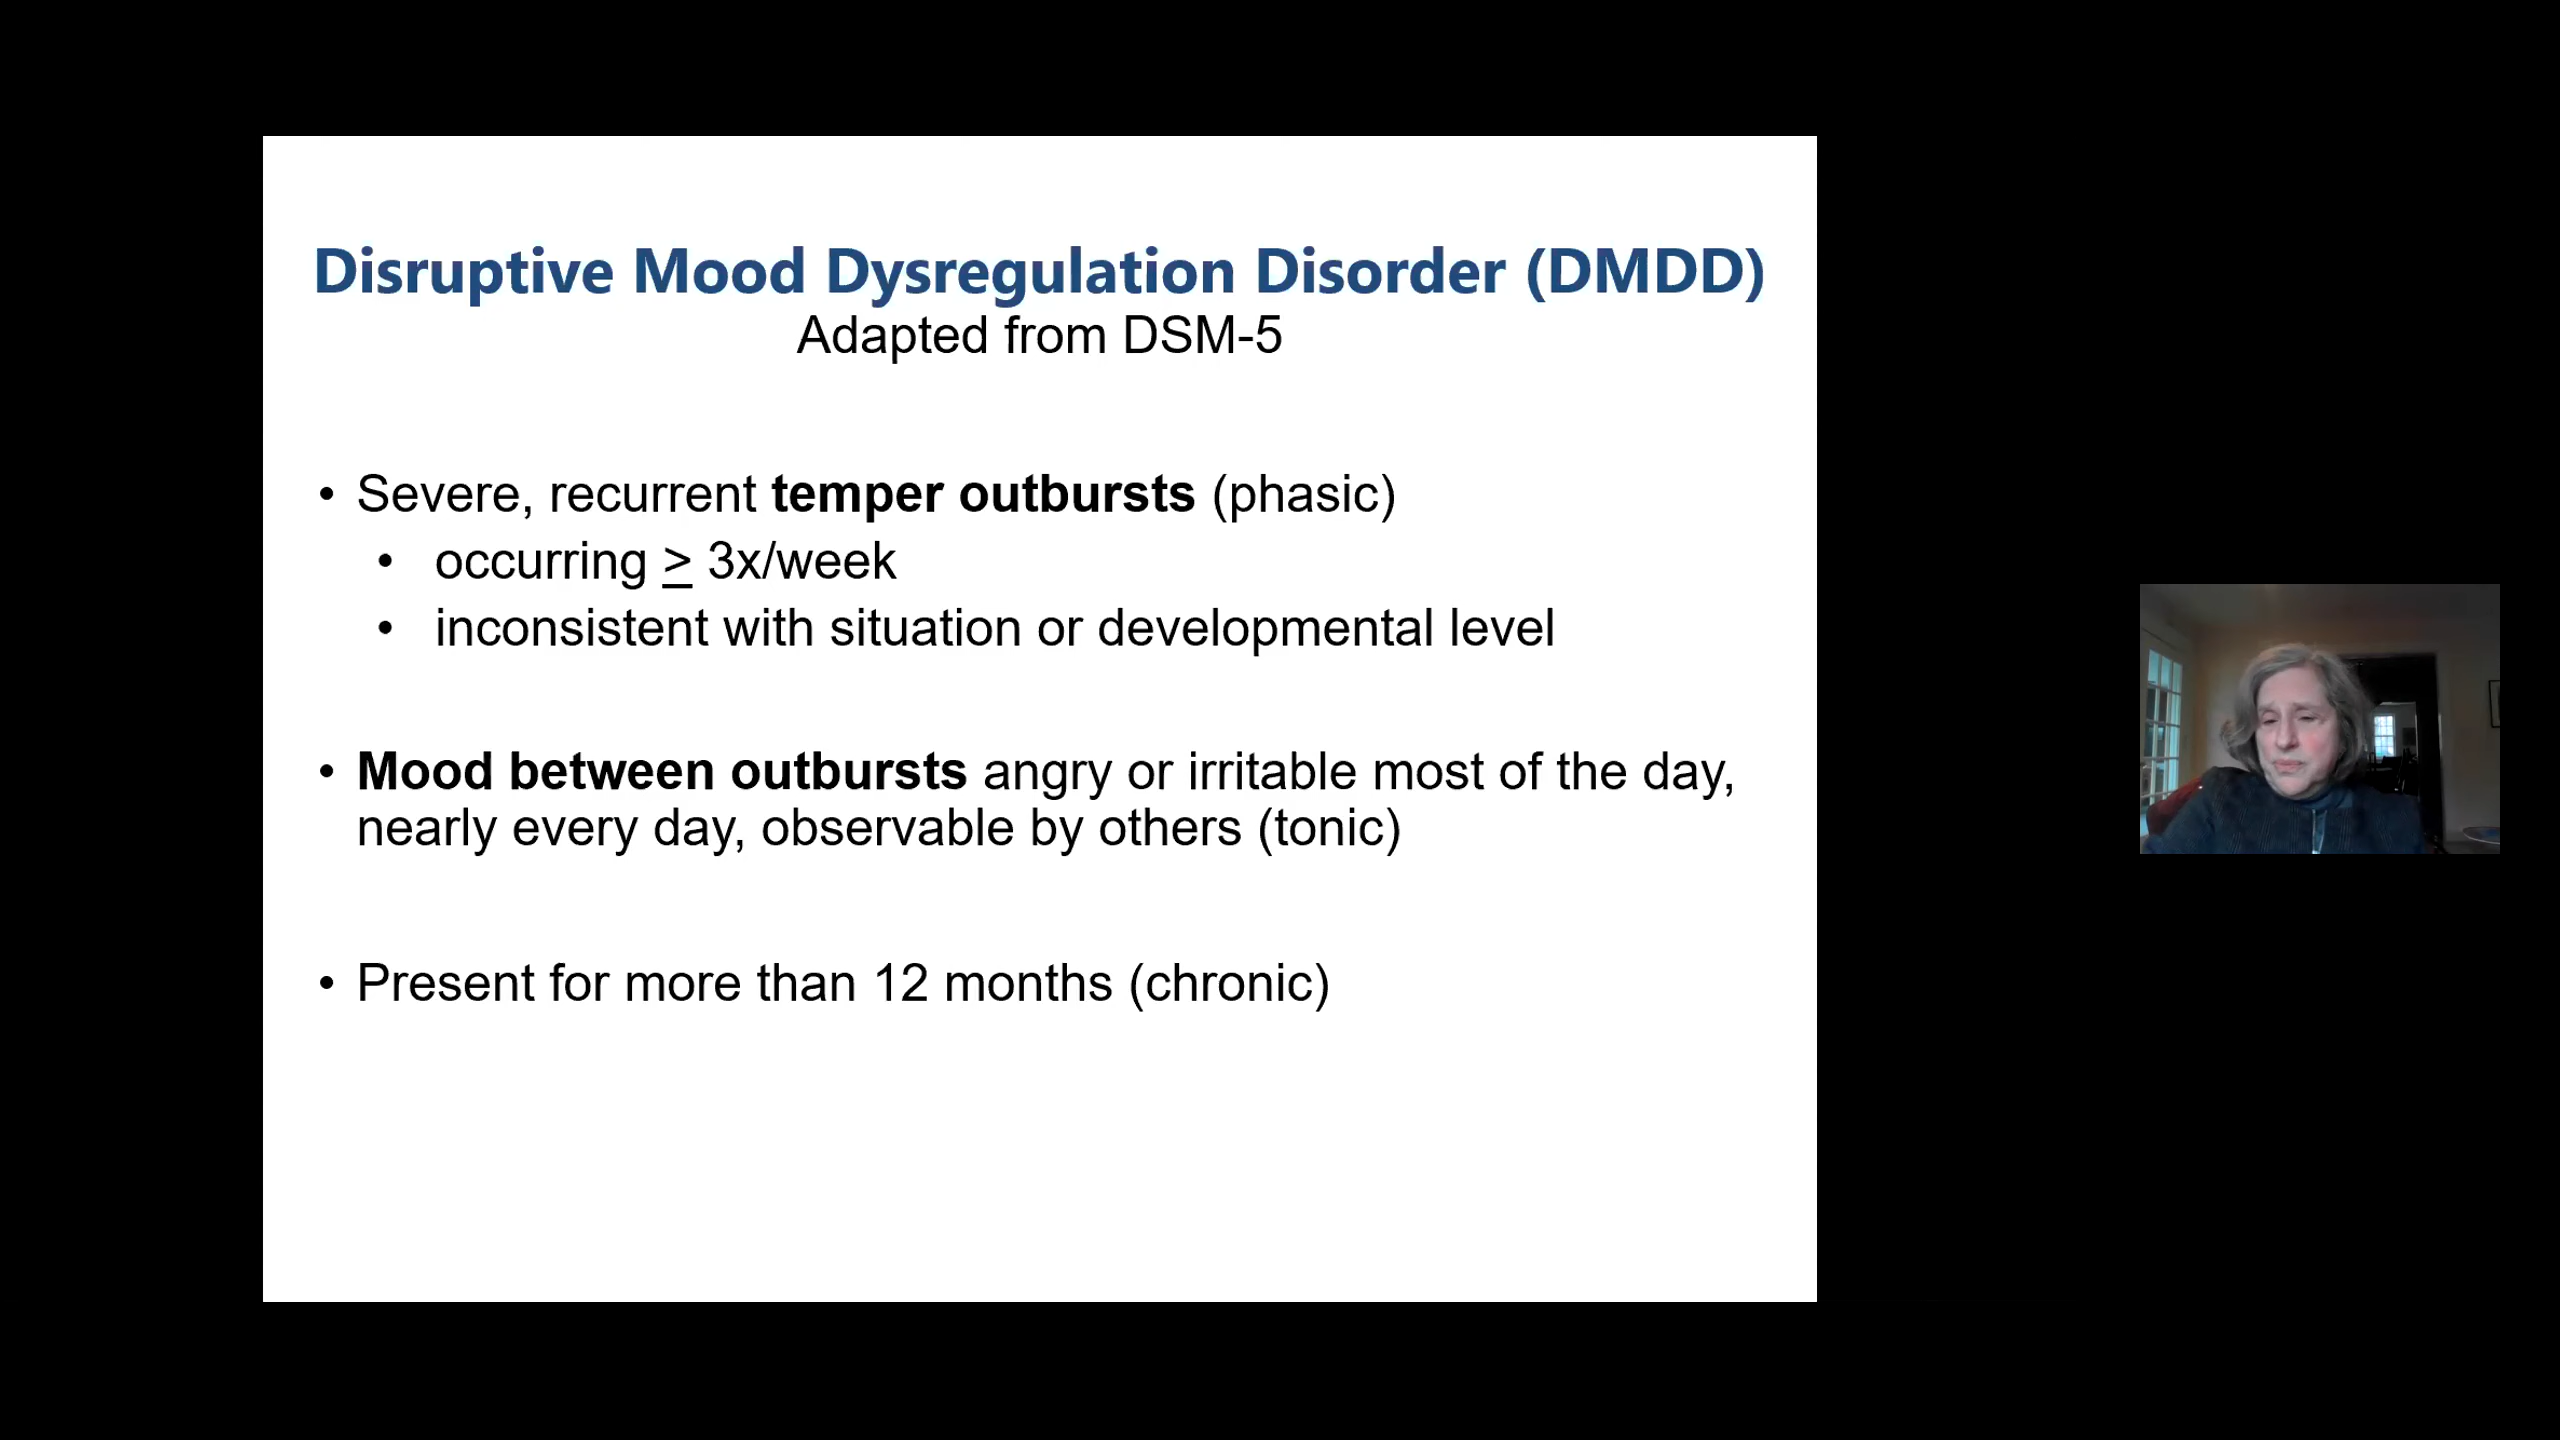 Disruptive Mood Dysregulation Disorder (DMDD)
Adapted from DSM-5
• Severe, recurrent temper outbursts (phasic)
• occurring ≥ 3x/week
• inconsistent with situation or developmental level
• Mood between outbursts angry or irritable most of the day,
nearly every day, observable by others (tonic)
• Present for more than 12 months (chronic)